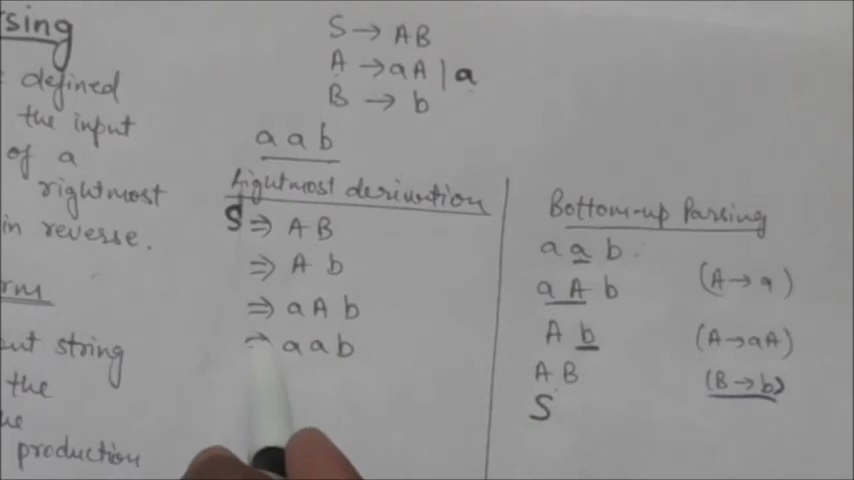 sing
defined
the input
of a
rightmost
in reverse.
rm
put string
the
production
S → AB
A → aA | a
B → b
a a b
Rightmost derivation
S ⇒ A B
⇒ A b
⇒ a A b
⇒ a a b
Bottom-up Parsing
a a b
a A b (A → a)
A b (A → aA)
A B (B → b)
S